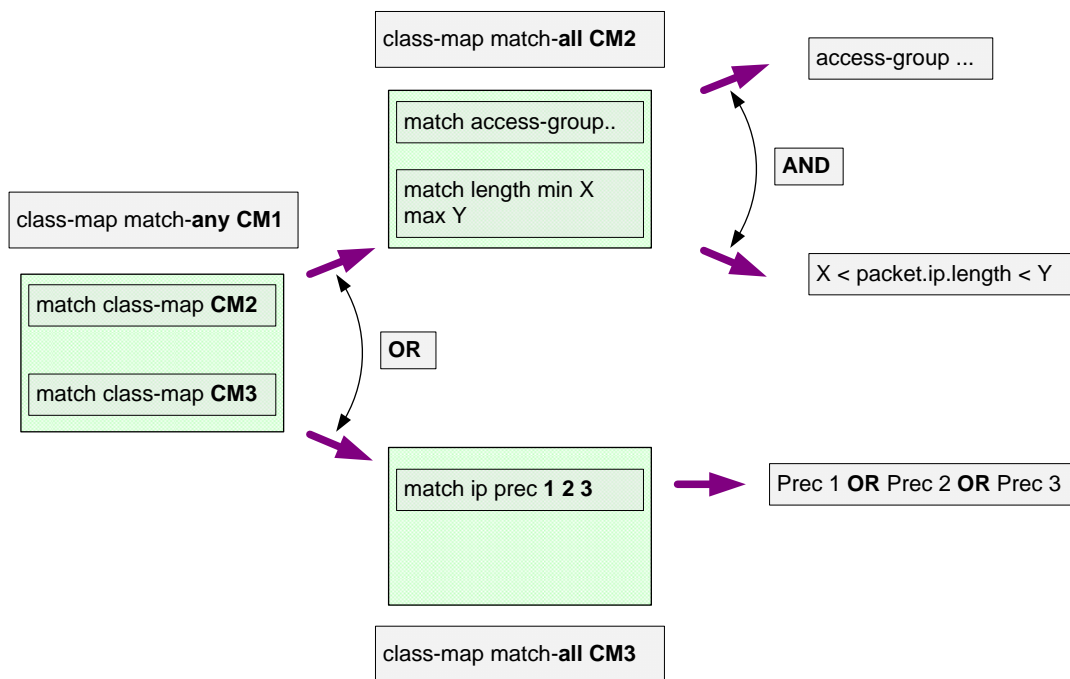 class-map match-any CM1
match class-map CM2
match class-map CM3
OR
class-map match-all CM2
match access-group..
match length min X
max Y
access-group ...
AND
X < packet.ip.length < Y
match ip prec 1 2 3
class-map match-all CM3
Prec 1 OR Prec 2 OR Prec 3